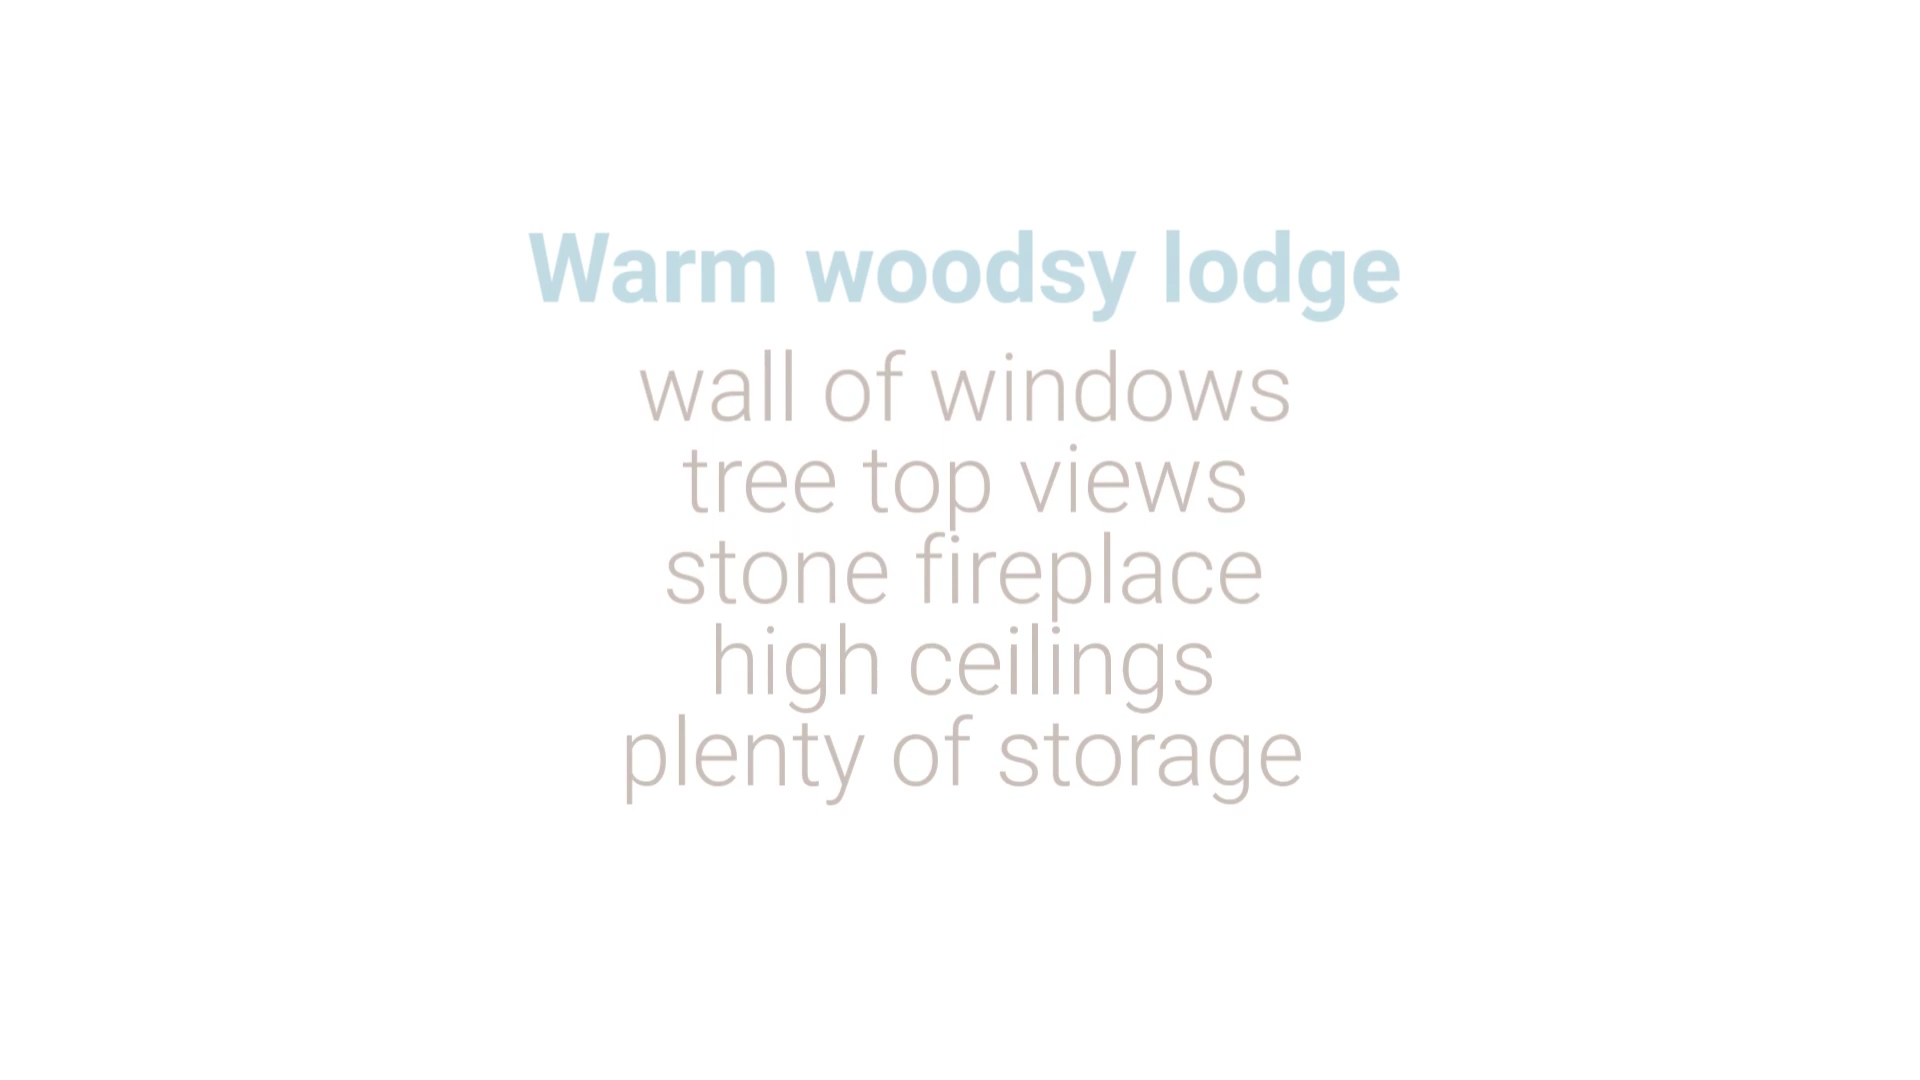 Warm woodsy lodge
wall of windows
tree top views
stone fireplace
high ceilings
plenty of storage